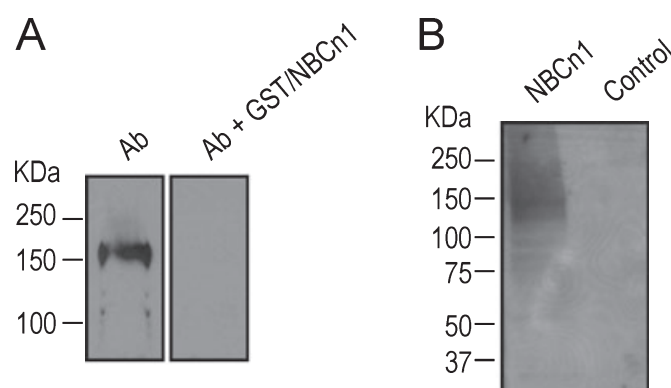 A
Ab
Ab + GST/NBCn1
KDa
250
150
100
B
NBCn1
Control
KDa
250
150
100
75
50
37